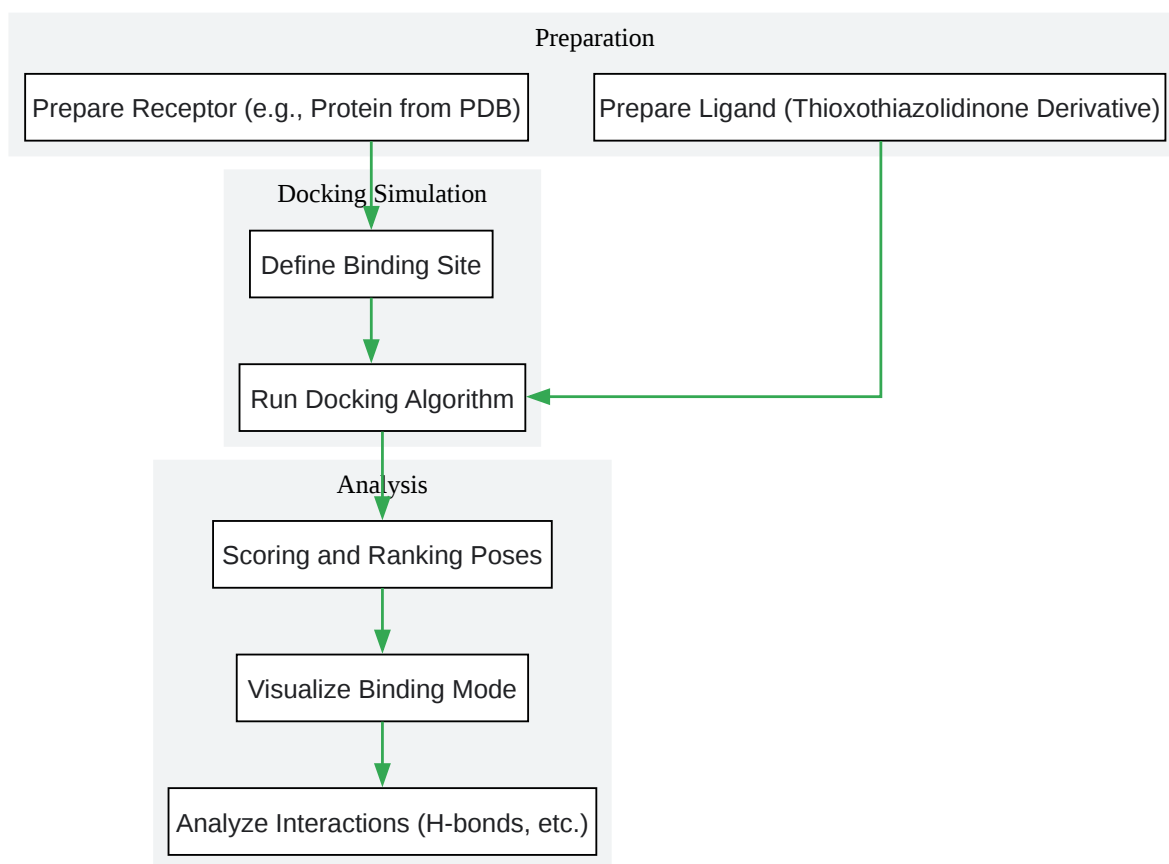 Preparation
Prepare Receptor (e.g., Protein from PDB)
Prepare Ligand (Thioxothiazolidinone Derivative)
Docking Simulation
Define Binding Site
Run Docking Algorithm
Analysis
Scoring and Ranking Poses
Visualize Binding Mode
Analyze Interactions (H-bonds, etc.)